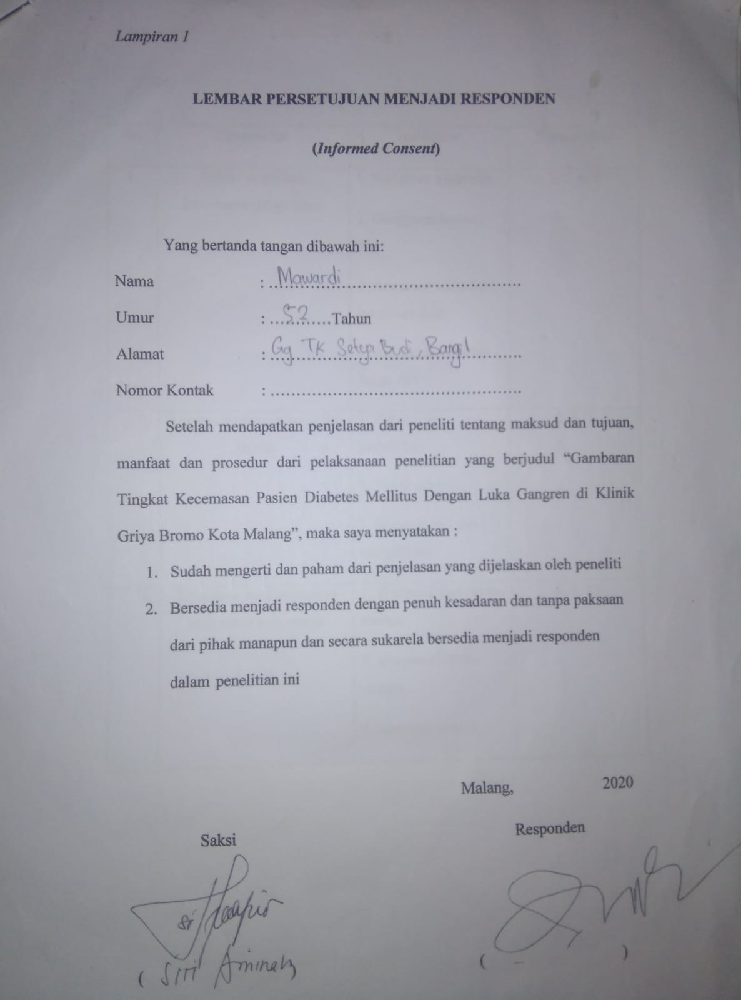 Lampiran 1
LEMBAR PERSETUJUAN MENJADI RESPONDEN
(Informed Consent)
Yang bertanda tangan dibawah ini:
Nama : Mawardi
Umur : 52 Tahun
Alamat : Gg TK Setya Budi, Bangil
Nomor Kontak : ................................................
Setelah mendapatkan penjelasan dari peneliti tentang maksud dan tujuan,
manfaat dan prosedur dari pelaksanaan penelitian yang berjudul “Gambaran
Tingkat Kecemasan Pasien Diabetes Mellitus Dengan Luka Gangren di Klinik
Griya Bromo Kota Malang”, maka saya menyatakan :
1. Sudah mengerti dan paham dari penjelasan yang dijelaskan oleh peneliti
2. Bersedia menjadi responden dengan penuh kesadaran dan tanpa paksaan
dari pihak manapun dan secara sukarela bersedia menjadi responden
dalam penelitian ini
Malang, 2020
Saksi Responden
( Siti Aminah ( - )